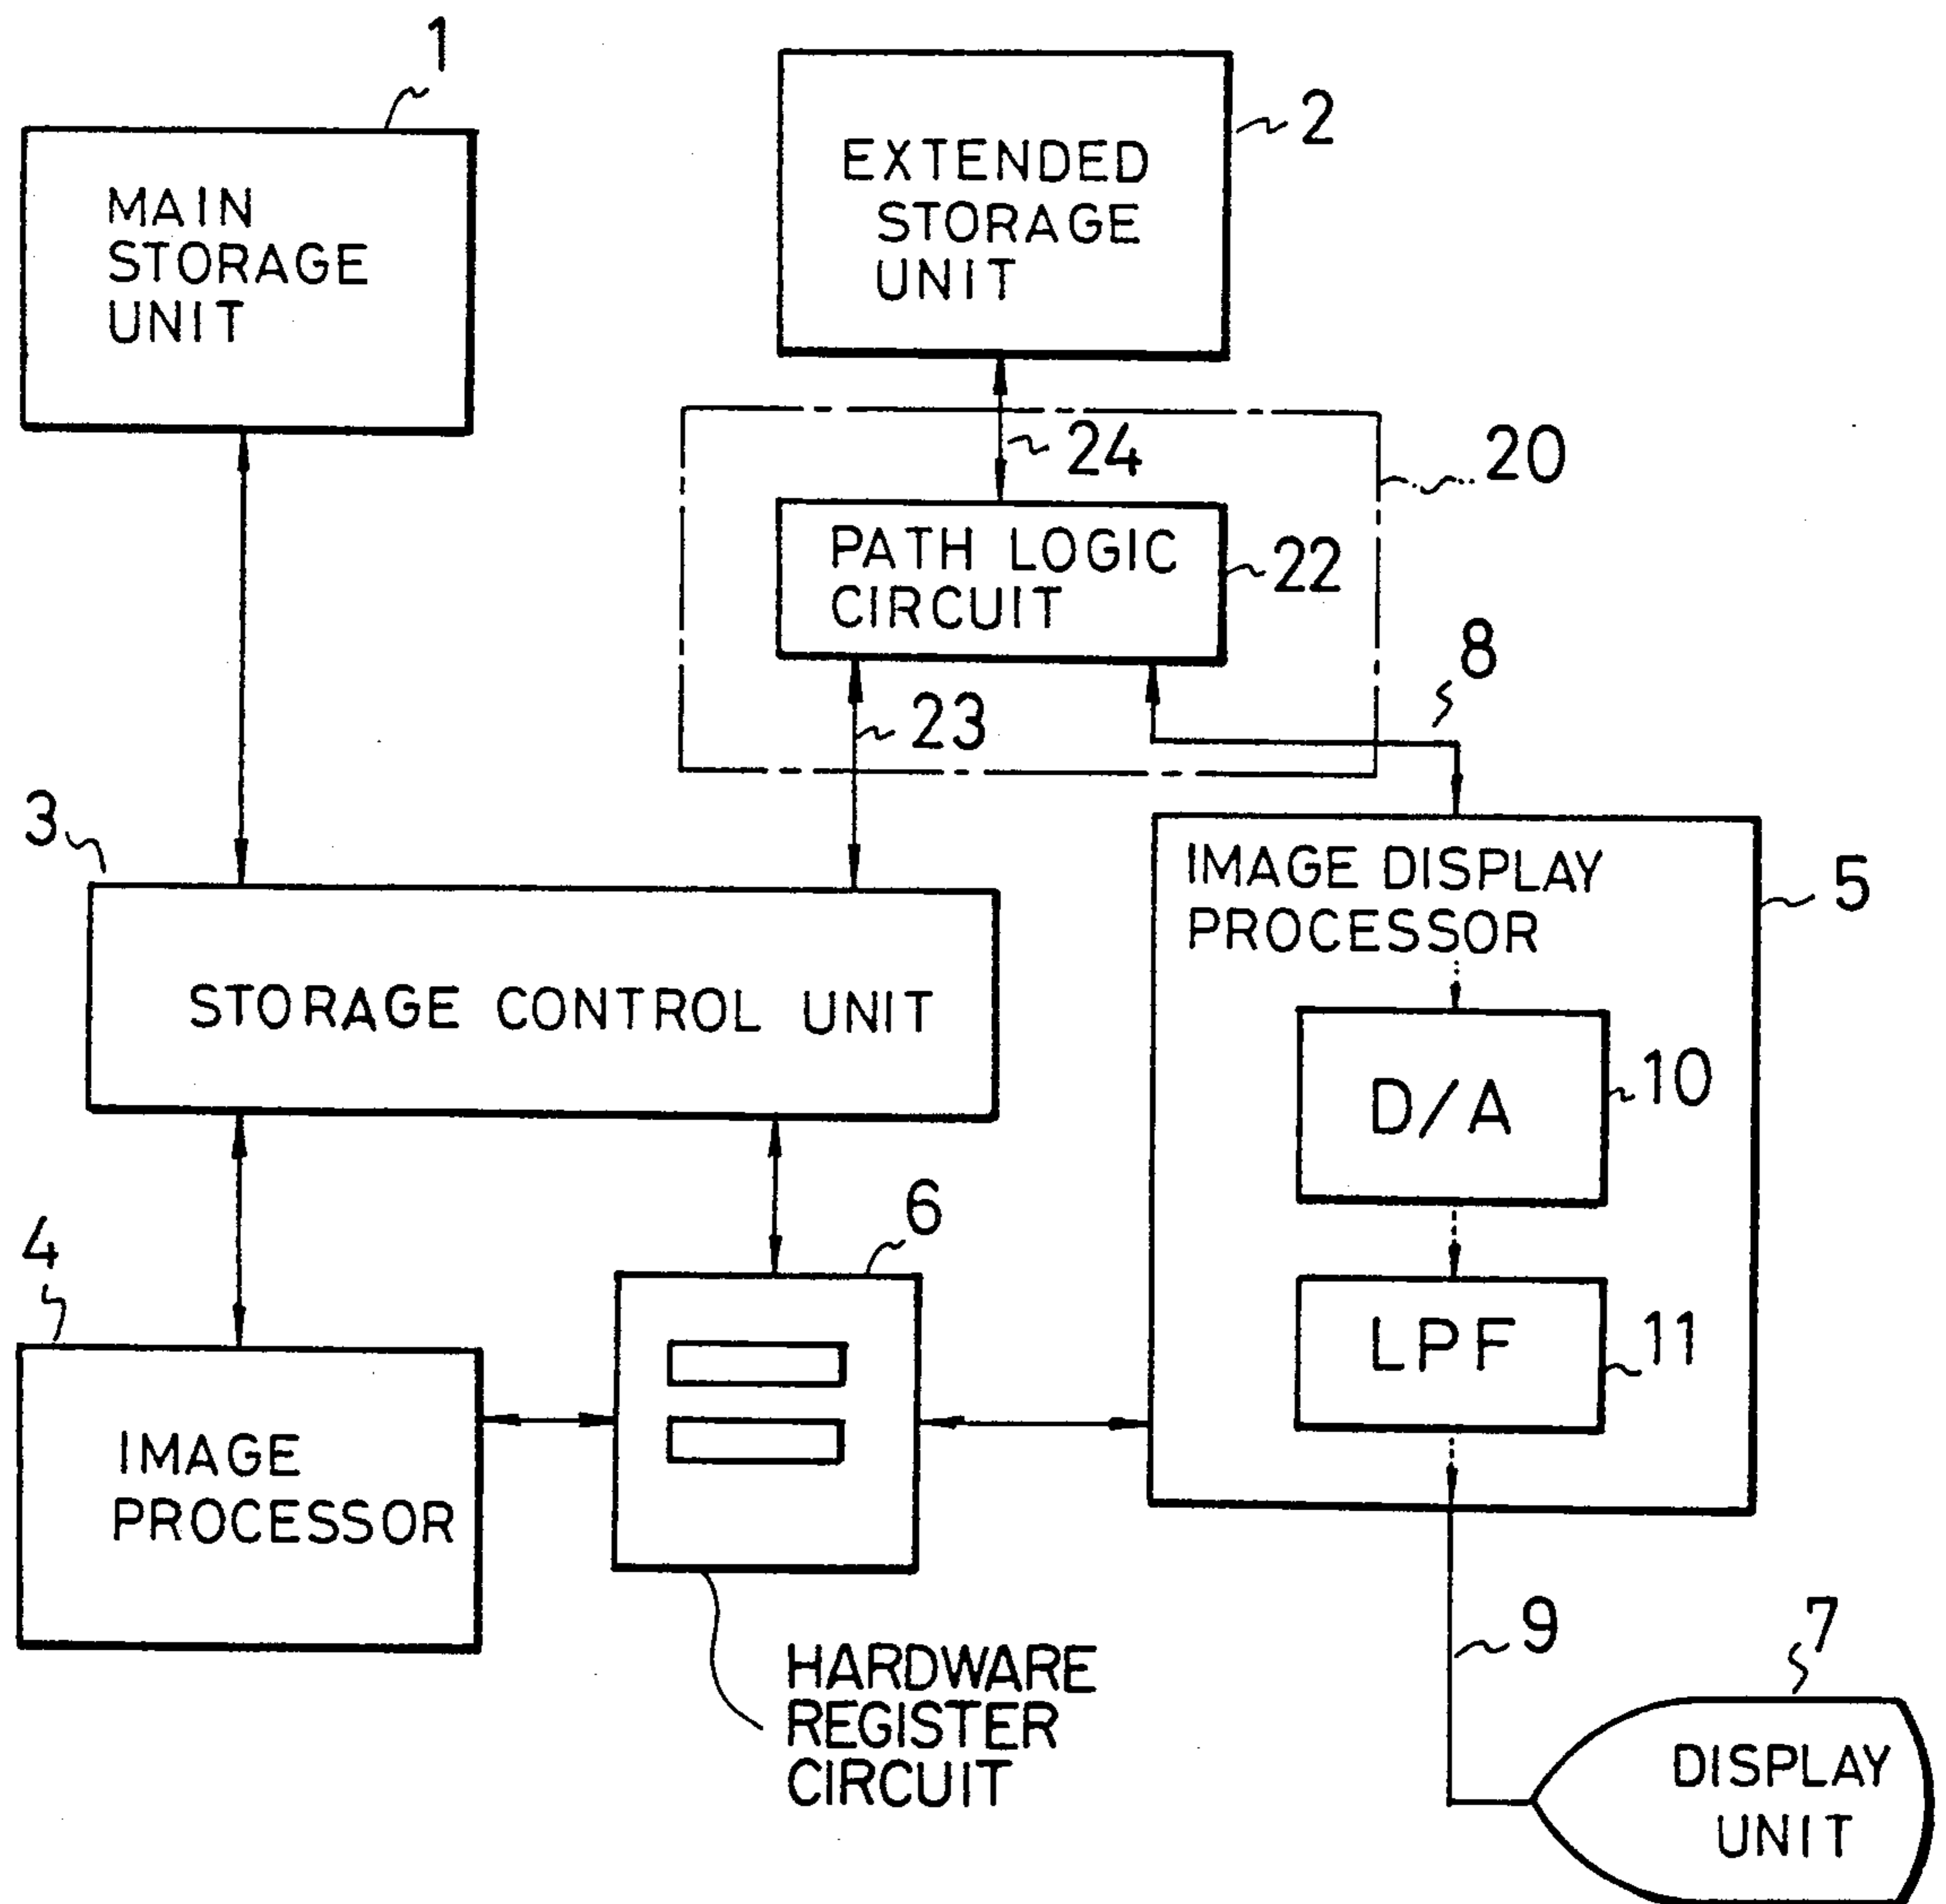 1
MAIN
STORAGE
UNIT
EXTENDED
STORAGE
UNIT
2
24
20
PATH LOGIC
CIRCUIT
22
23
8
3
STORAGE CONTROL UNIT
IMAGE DISPLAY
PROCESSOR
5
D/A
10
LPF
11
4
IMAGE
PROCESSOR
6
HARDWARE
REGISTER
CIRCUIT
9
7
DISPLAY
UNIT